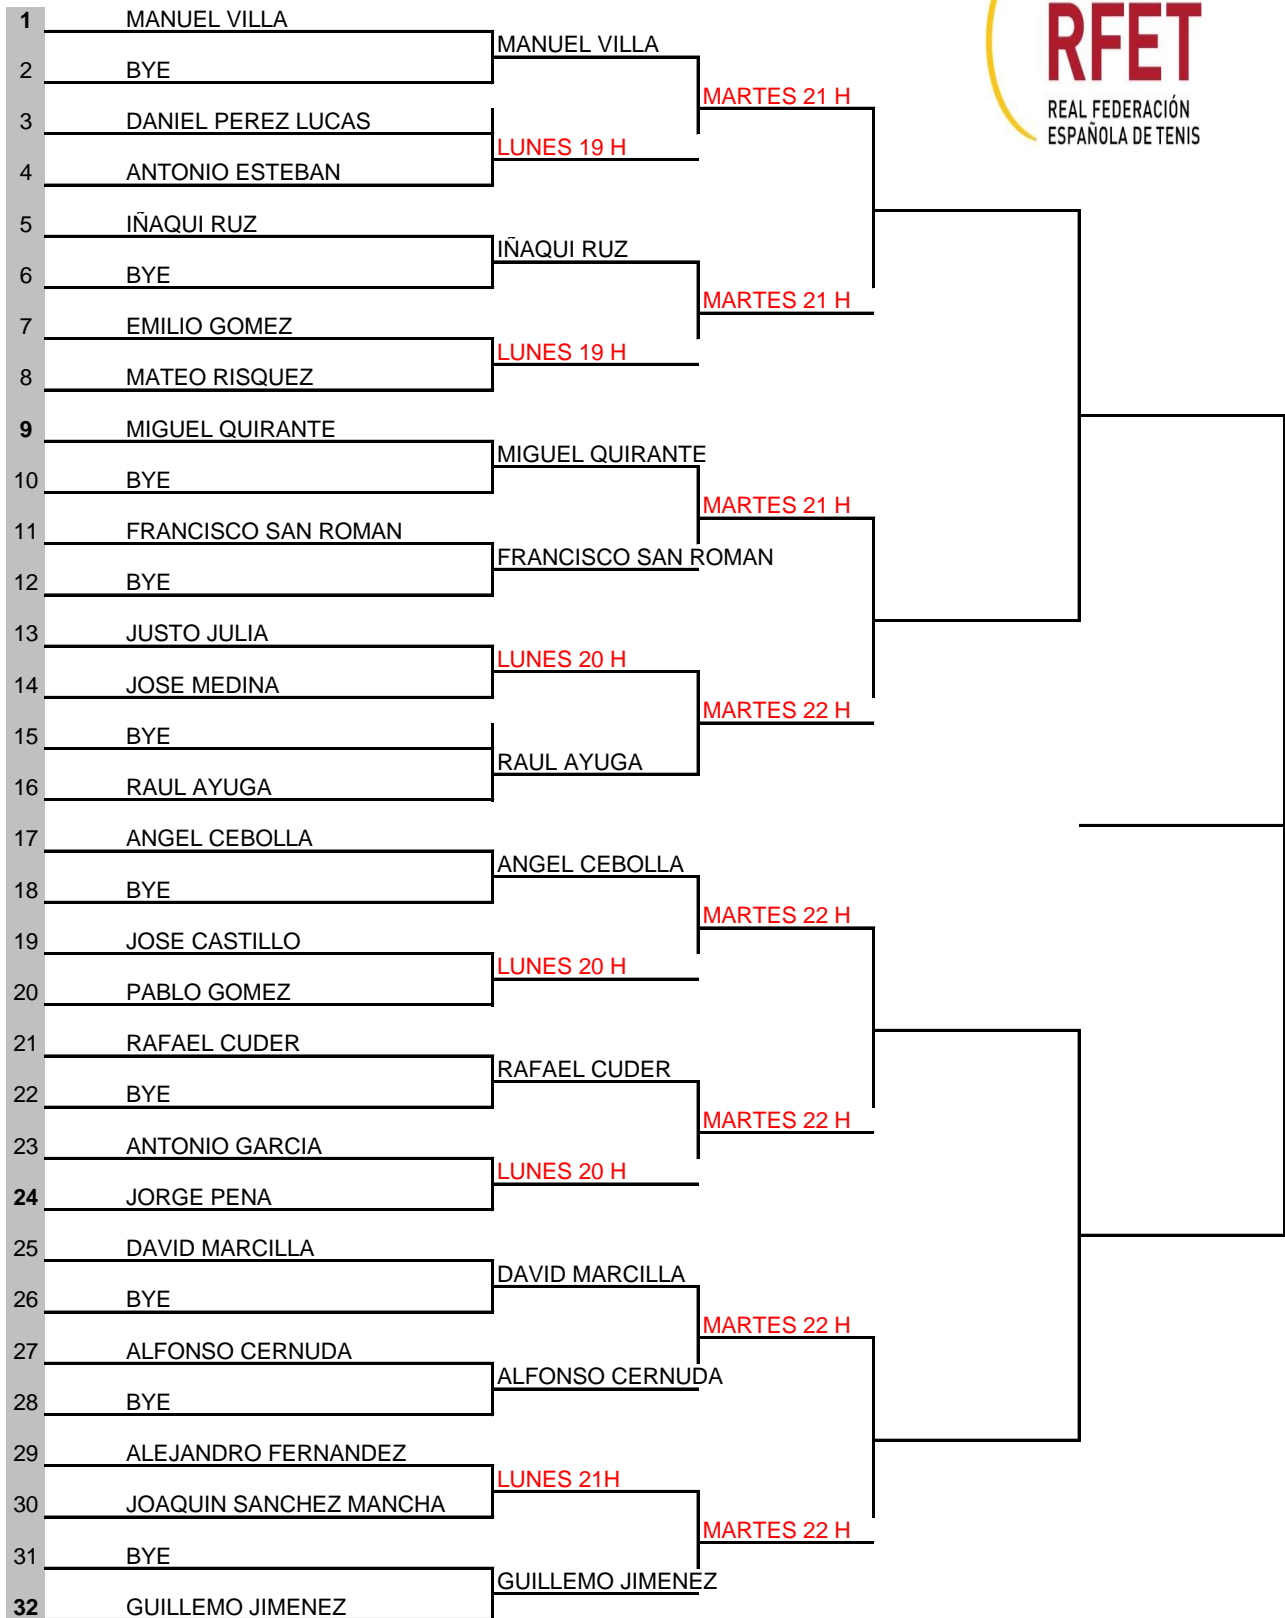 1 MANUEL VILLA
MANUEL VILLA
2 BYE
MARTES 21 H
3 DANIEL PEREZ LUCAS
LUNES 19 H
4 ANTONIO ESTEBAN
5 IÑAQUI RUZ
IÑAQUI RUZ
6 BYE
MARTES 21 H
7 EMILIO GOMEZ
LUNES 19 H
8 MATEO RISQUEZ
9 MIGUEL QUIRANTE
MIGUEL QUIRANTE
10 BYE
MARTES 21 H
11 FRANCISCO SAN ROMAN
FRANCISCO SAN ROMAN
12 BYE
13 JUSTO JULIA
LUNES 20 H
14 JOSE MEDINA
MARTES 22 H
15 BYE
RAUL AYUGA
16 RAUL AYUGA
17 ANGEL CEBOLLA
ANGEL CEBOLLA
18 BYE
MARTES 22 H
19 JOSE CASTILLO
LUNES 20 H
20 PABLO GOMEZ
21 RAFAEL CUDER
RAFAEL CUDER
22 BYE
MARTES 22 H
23 ANTONIO GARCIA
LUNES 20 H
24 JORGE PENA
25 DAVID MARCILLA
DAVID MARCILLA
26 BYE
MARTES 22 H
27 ALFONSO CERNUDA
ALFONSO CERNUDA
28 BYE
29 ALEJANDRO FERNANDEZ
LUNES 21H
30 JOAQUIN SANCHEZ MANCHA
MARTES 22 H
31 BYE
GUILLEMO JIMENEZ
32 GUILLEMO JIMENEZ
RFET
REAL FEDERACIÓN
ESPAÑOLA DE TENIS